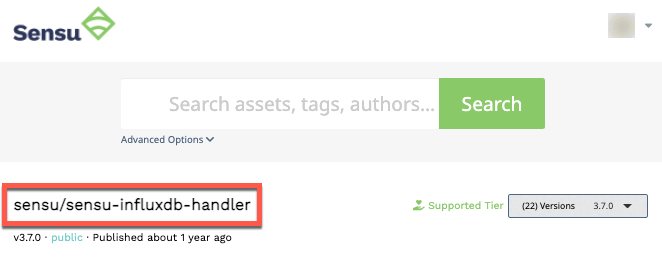 Sensu
Search assets, tags, authors...
Search
Advanced Options
sensu/sensu-influxdb-handler
Supported Tier
(22) Versions 3.7.0
v3.7.0 · public · Published about 1 year ago